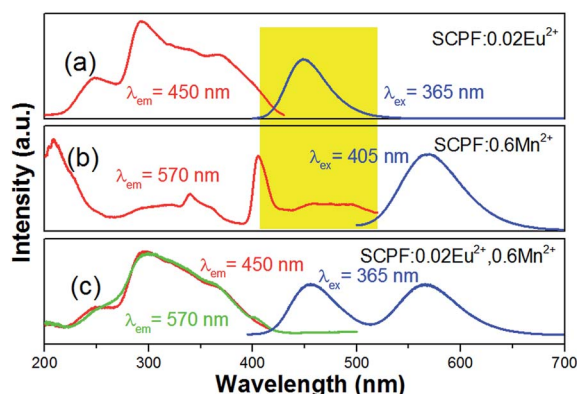 Intensity (a.u.)
(a)
SCPF:0.02Eu²⁺
λem= 450 nm
λex= 365 nm
(b)
SCPF:0.6Mn²⁺
λem= 570 nm
λex= 405 nm
(c)
SCPF:0.02Eu²⁺,0.6Mn²⁺
λem= 450 nm
λex= 365 nm
λem= 570 nm
200 300 400 500 600 700
Wavelength (nm)